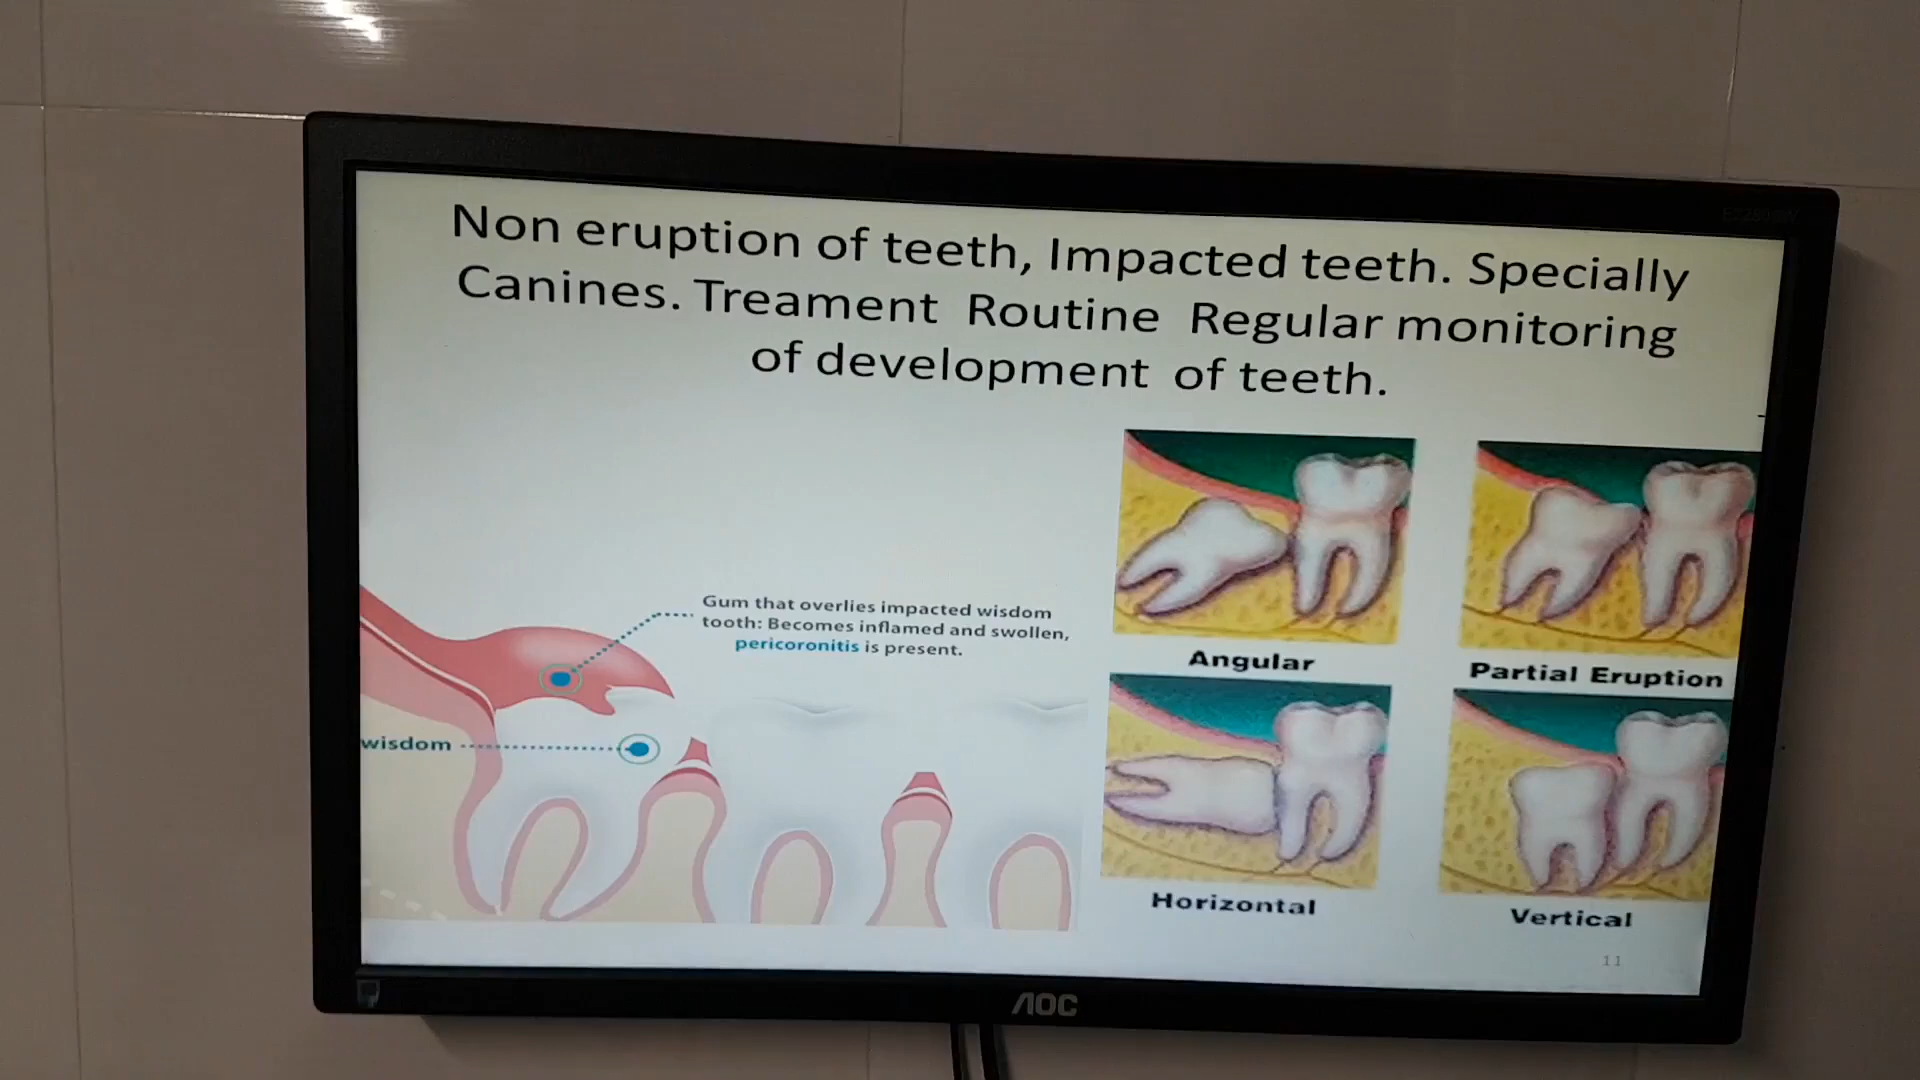 Non eruption of teeth, Impacted teeth. Specially
Canines. Treament Routine Regular monitoring
of development of teeth.
Gum that overlies impacted wisdom
tooth: Becomes inflamed and swollen,
pericoronitis is present.
wisdom
Angular
Partial Eruption
Horizontal
Vertical
11
AOC